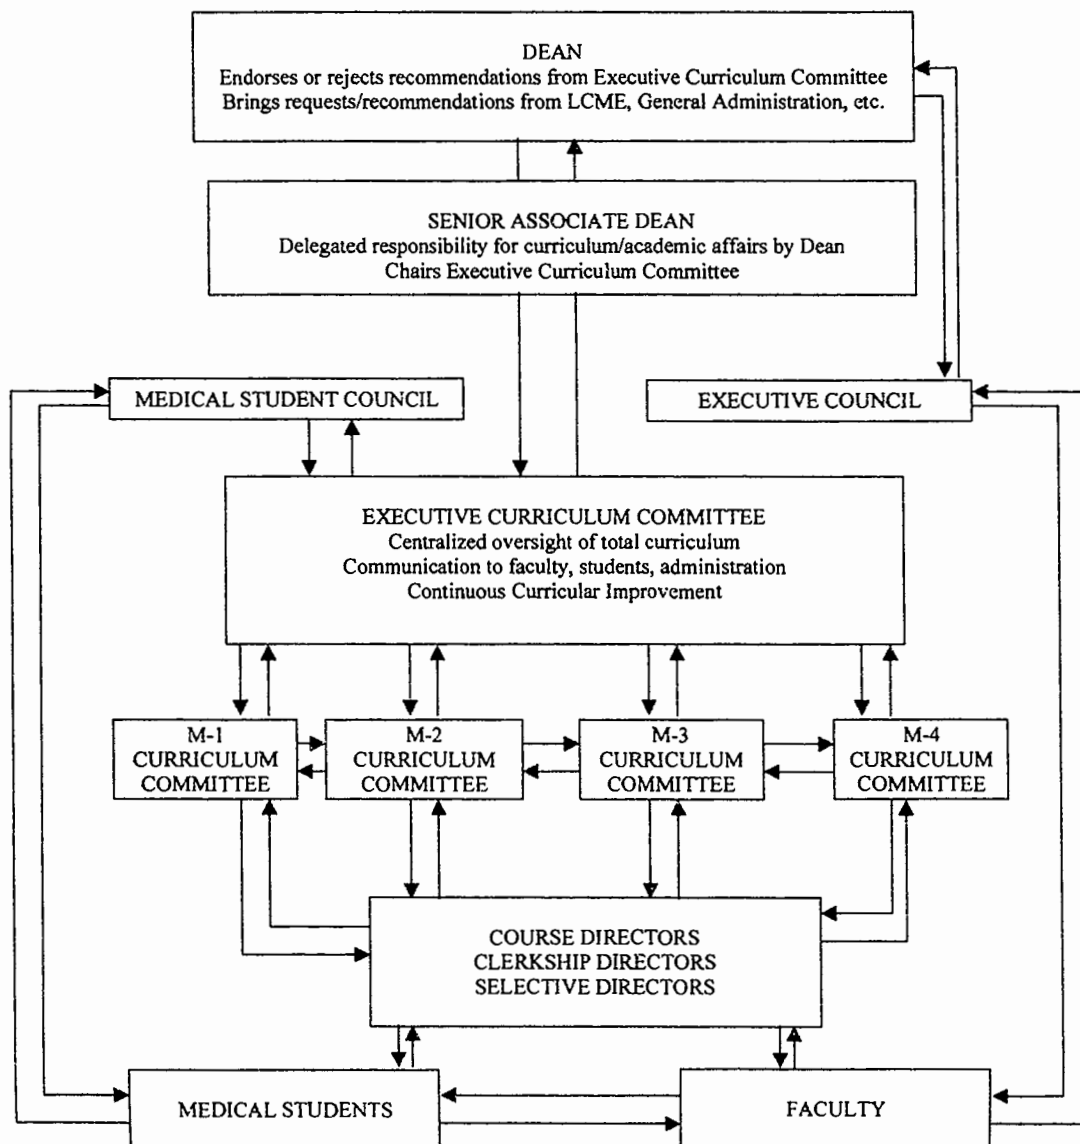 DEAN
Endorses or rejects recommendations from Executive Curriculum Committee
Brings requests/recommendations from LCME, General Administration, etc.
SENIOR ASSOCIATE DEAN
Delegated responsibility for curriculum/academic affairs by Dean
Chairs Executive Curriculum Committee
MEDICAL STUDENT COUNCIL
EXECUTIVE COUNCIL
EXECUTIVE CURRICULUM COMMITTEE
Centralized oversight of total curriculum
Communication to faculty, students, administration
Continuous Curricular Improvement
M-1
CURRICULUM
COMMITTEE
M-2
CURRICULUM
COMMITTEE
M-3
CURRICULUM
COMMITTEE
M-4
CURRICULUM
COMMITTEE
COURSE DIRECTORS
CLERKSHIP DIRECTORS
SELECTIVE DIRECTORS
MEDICAL STUDENTS
FACULTY